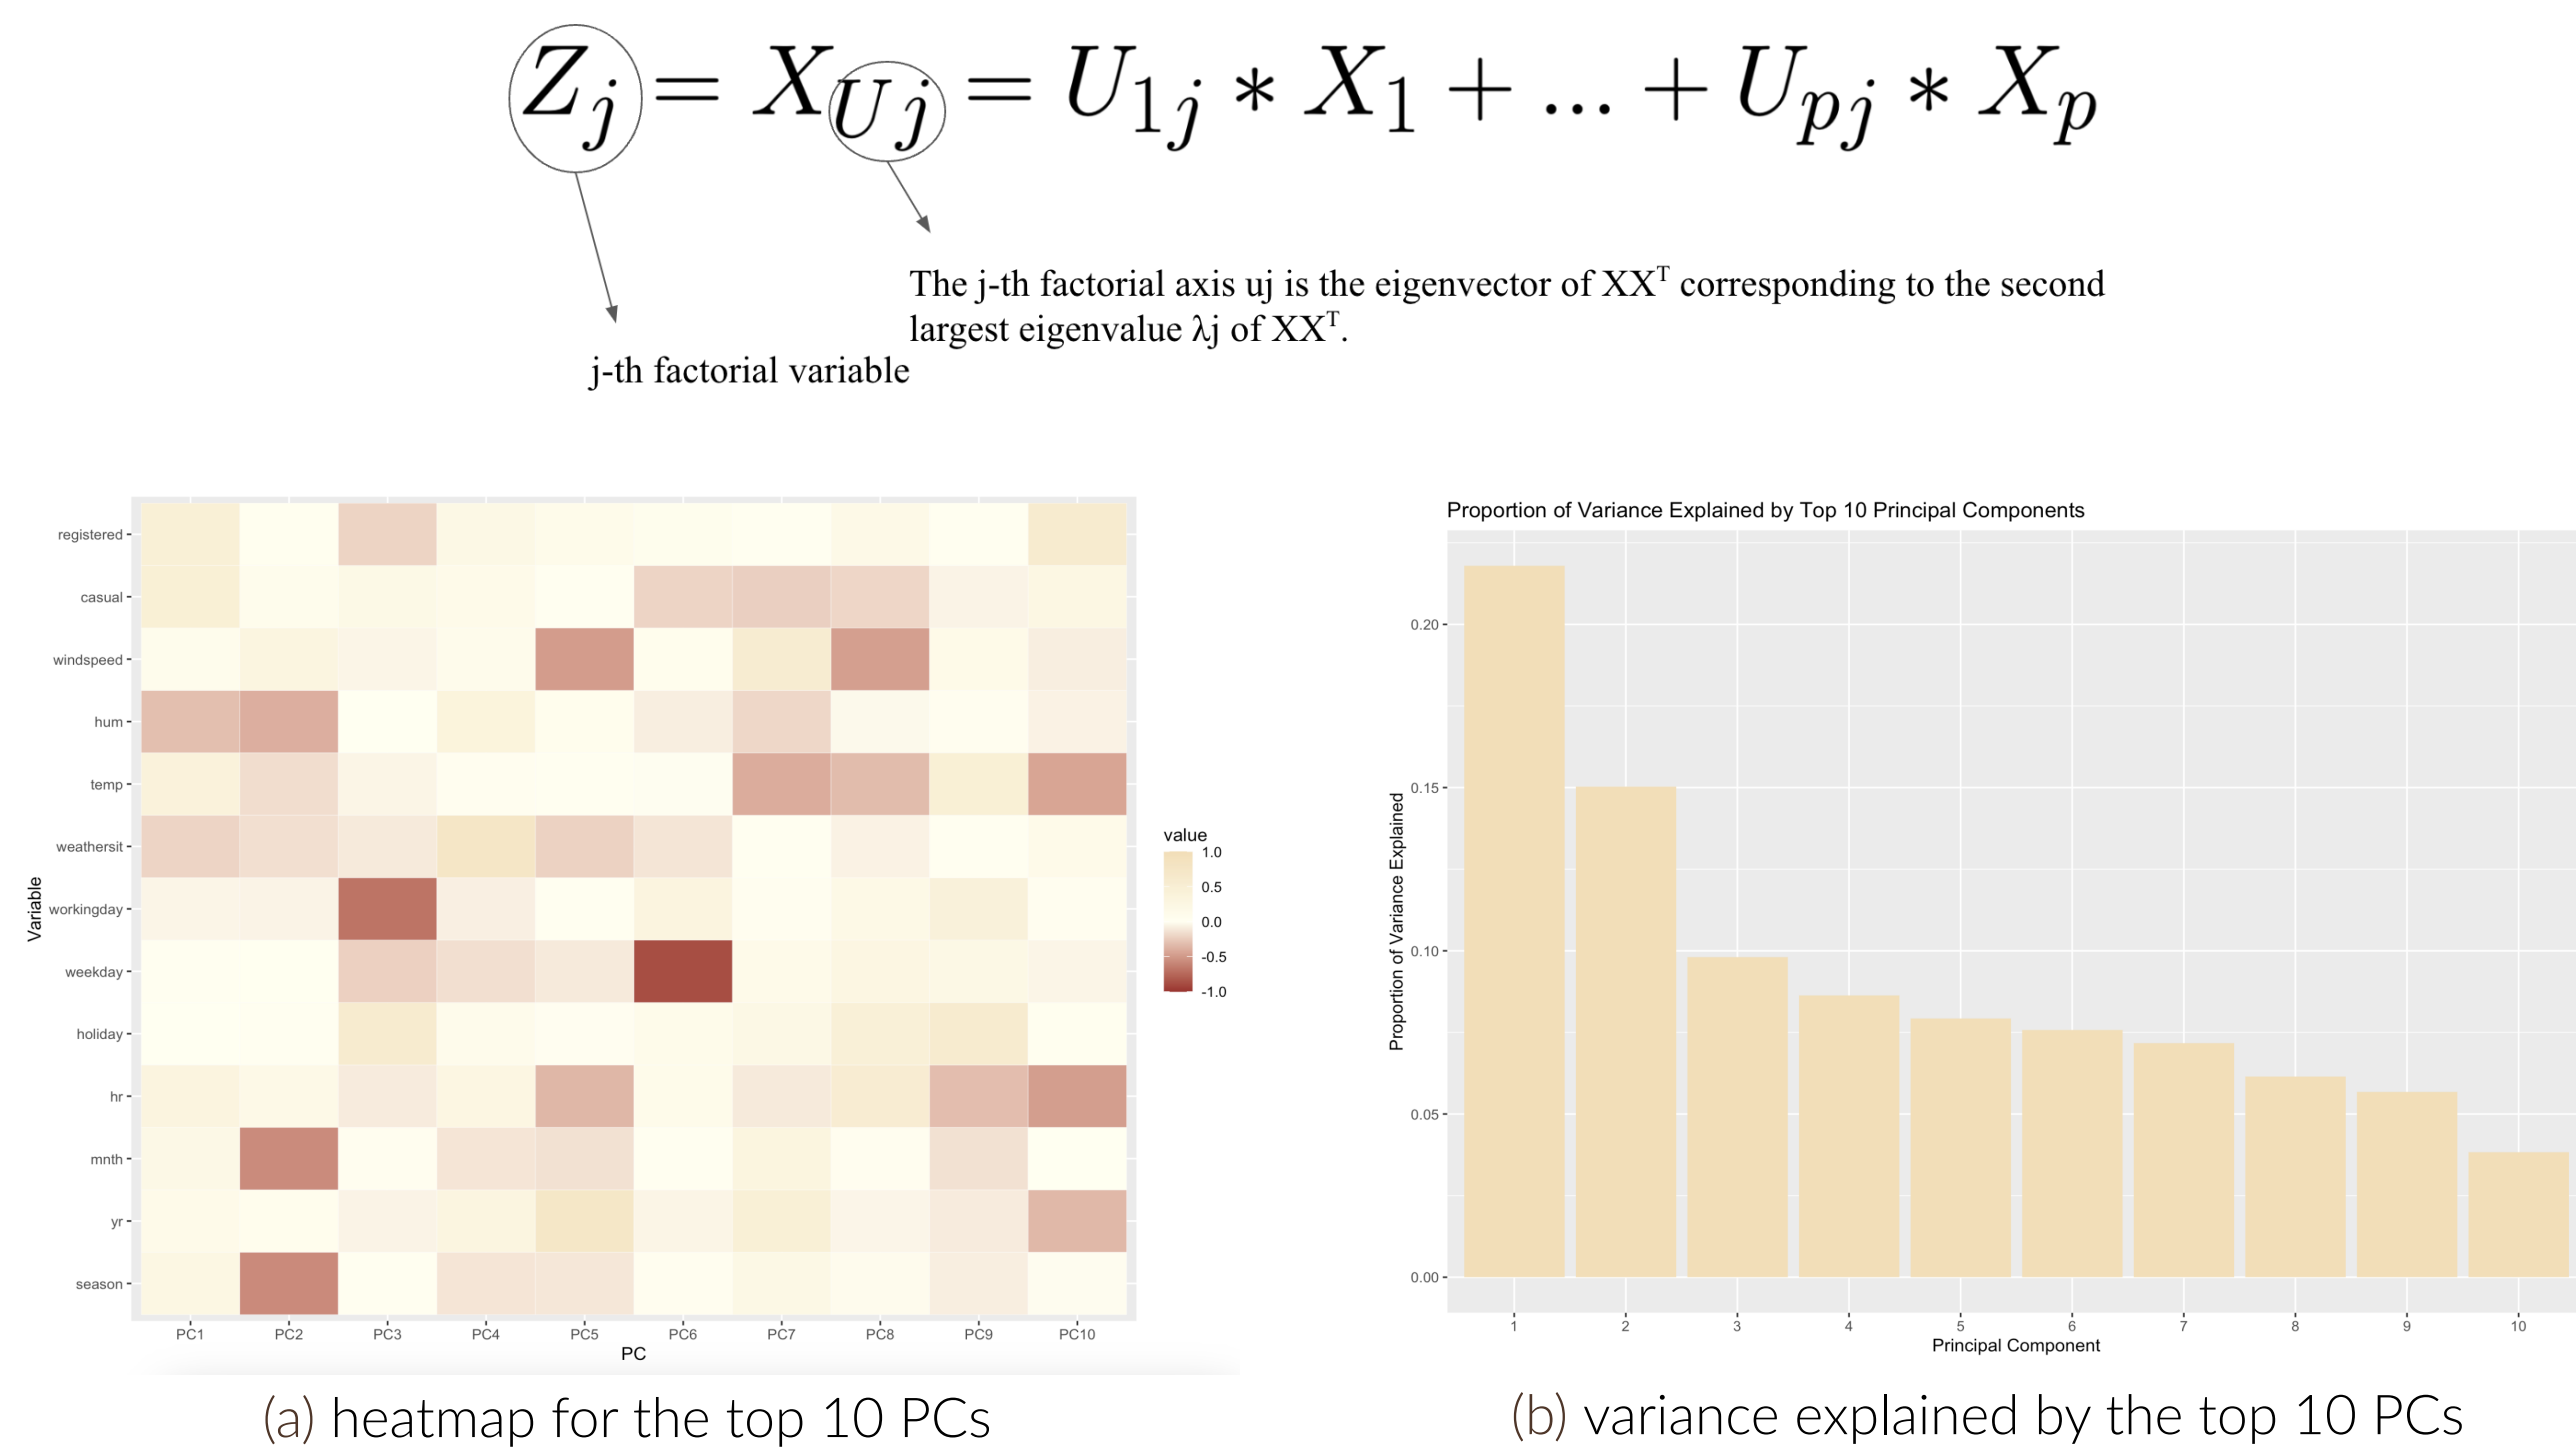 Zj = XUj = U1j * X1 + ... + Upj * Xp
The j-th factorial axis uj is the eigenvector of XXᵀ corresponding to the second
largest eigenvalue λj of XXᵀ.
j-th factorial variable
Variable
registered
casual
windspeed
hum
temp
weathersit
workingday
weekday
holiday
hr
mnth
yr
season
PC1 PC2 PC3 PC4 PC5 PC6 PC7 PC8 PC9 PC10
PC
value
1.0
0.5
0.0
-0.5
-1.0
(a) heatmap for the top 10 PCs
Proportion of Variance Explained by Top 10 Principal Components
Proportion of Variance Explained
0.20
0.15
0.10
0.05
0.00
1 2 3 4 5 6 7 8 9 10
Principal Component
(b) variance explained by the top 10 PCs